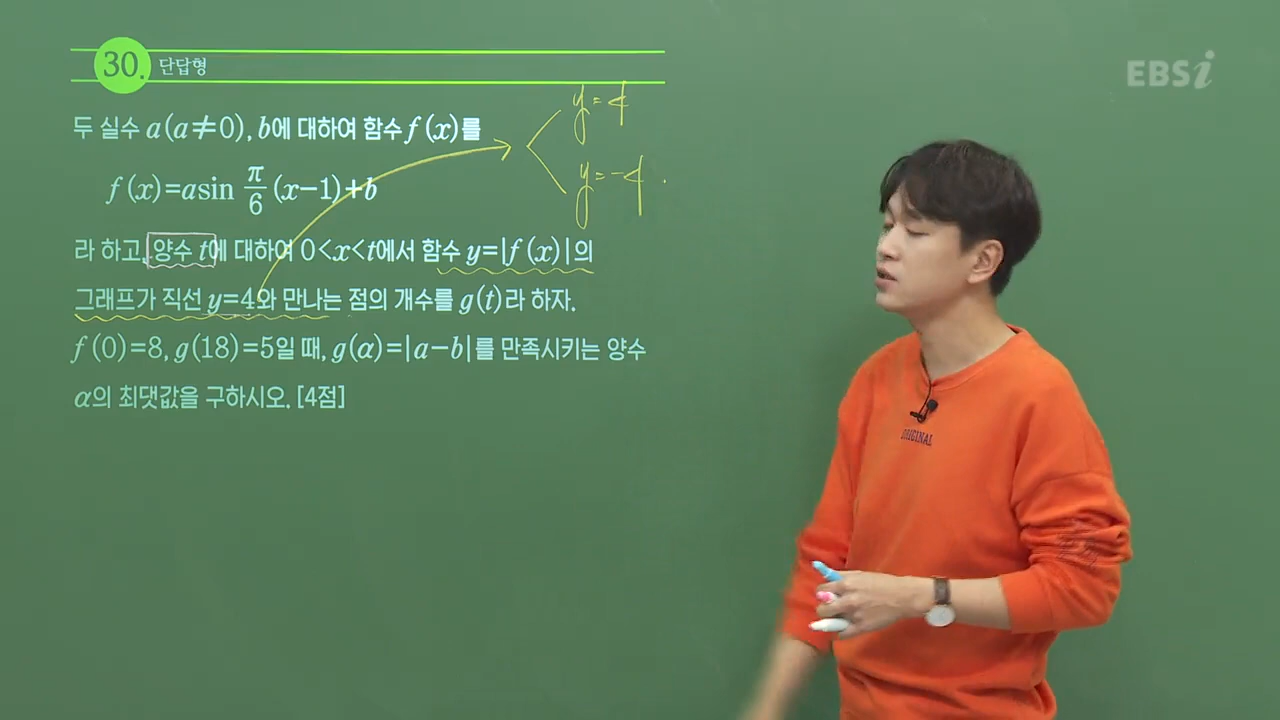 30. 단답형
EBSi
y=4
두 실수 a(a≠0), b에 대하여 함수 f(x)를
y=-4
f(x)=asin π/6 (x-1)+b
라 하고, 양수 t에 대하여 0<x<t에서 함수 y=|f(x)|의
그래프가 직선 y=4와 만나는 점의 개수를 g(t)라 하자.
f(0)=8, g(18)=5일 때, g(α)=|a-b|를 만족시키는 양수
α의 최댓값을 구하시오. [4점]
ORIGINAL